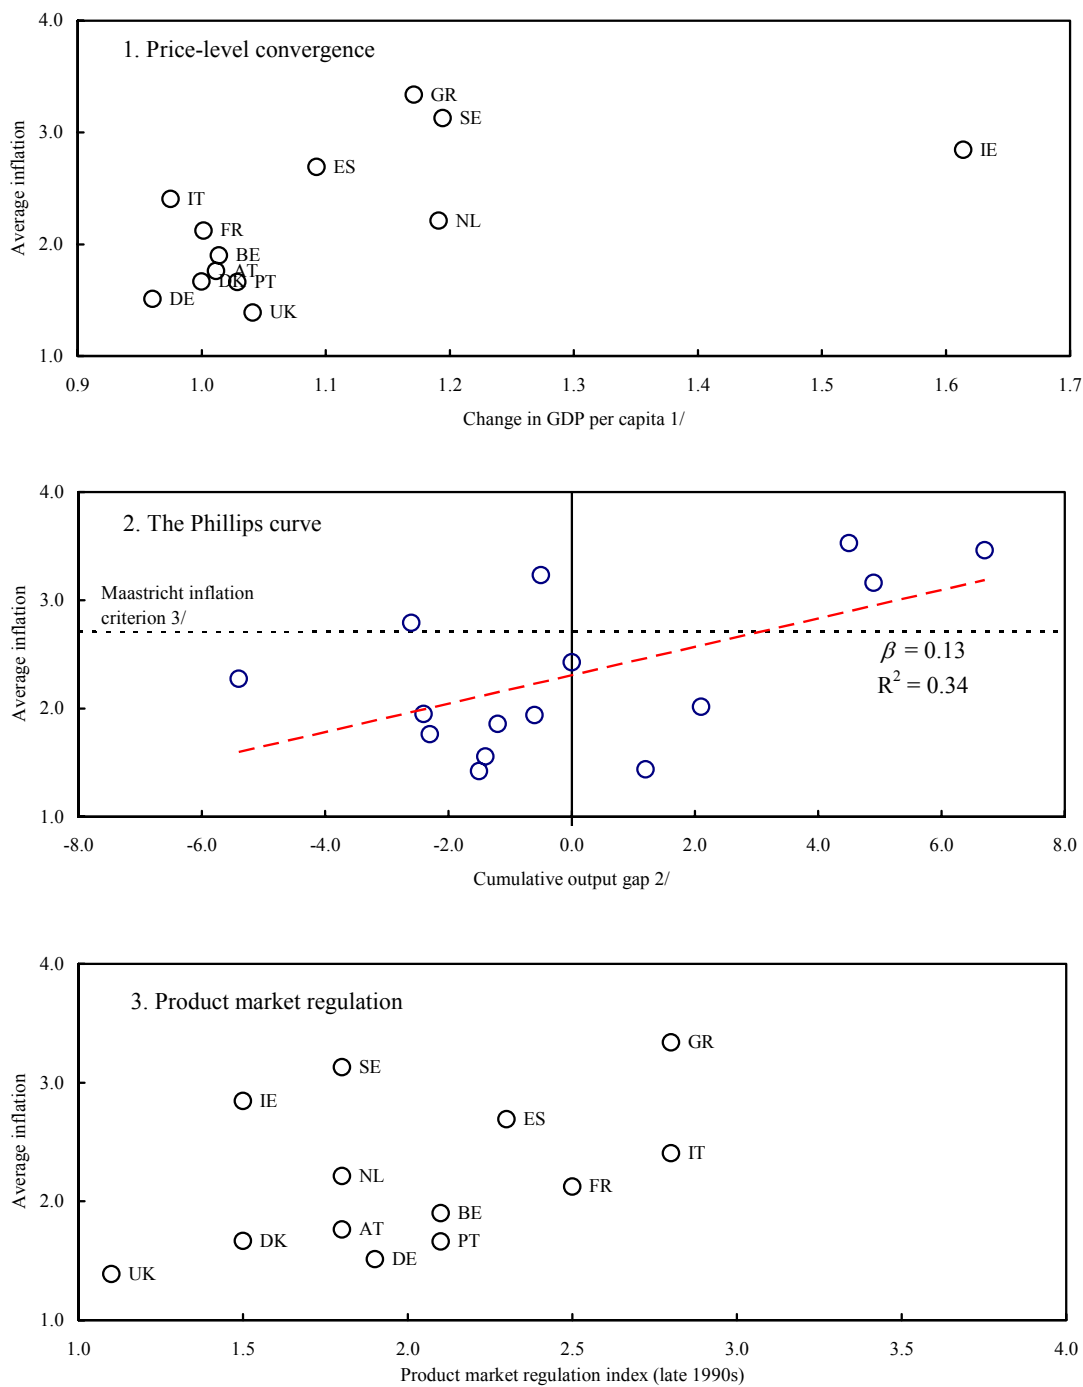 4.0
1. Price-level convergence
GR
SE
3.0
IE
ES
IT
NL
FR
2.0
BE
AT
DK
PT
DE
UK
1.0
0.9 1.0 1.1 1.2 1.3 1.4 1.5 1.6 1.7
Average inflation
Change in GDP per capita 1/
4.0
2. The Phillips curve
Maastricht inflation
criterion 3/
3.0
β = 0.13
R² = 0.34
2.0
1.0
-8.0 -6.0 -4.0 -2.0 0.0 2.0 4.0 6.0 8.0
Average inflation
Cumulative output gap 2/
4.0
3. Product market regulation
GR
SE
3.0
IE
ES
IT
NL
FR
2.0
BE
AT
DK
PT
DE
UK
1.0
1.0 1.5 2.0 2.5 3.0 3.5 4.0
Average inflation
Product market regulation index (late 1990s)